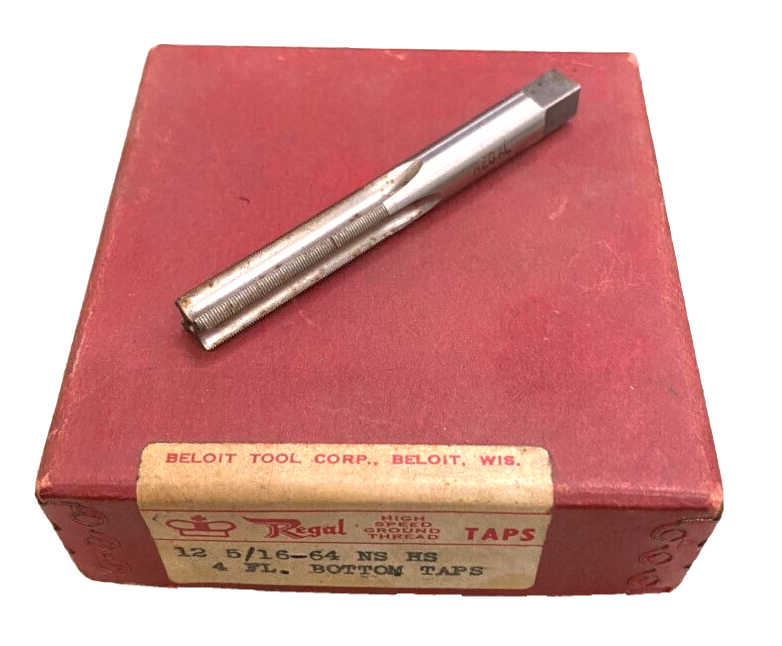 REGAL
BELOIT TOOL CORP., BELOIT, WIS.
Regal HIGH SPEED GROUND THREAD TAPS
12 5/16-64 NS HS
4 FL. BOTTOM TAPS